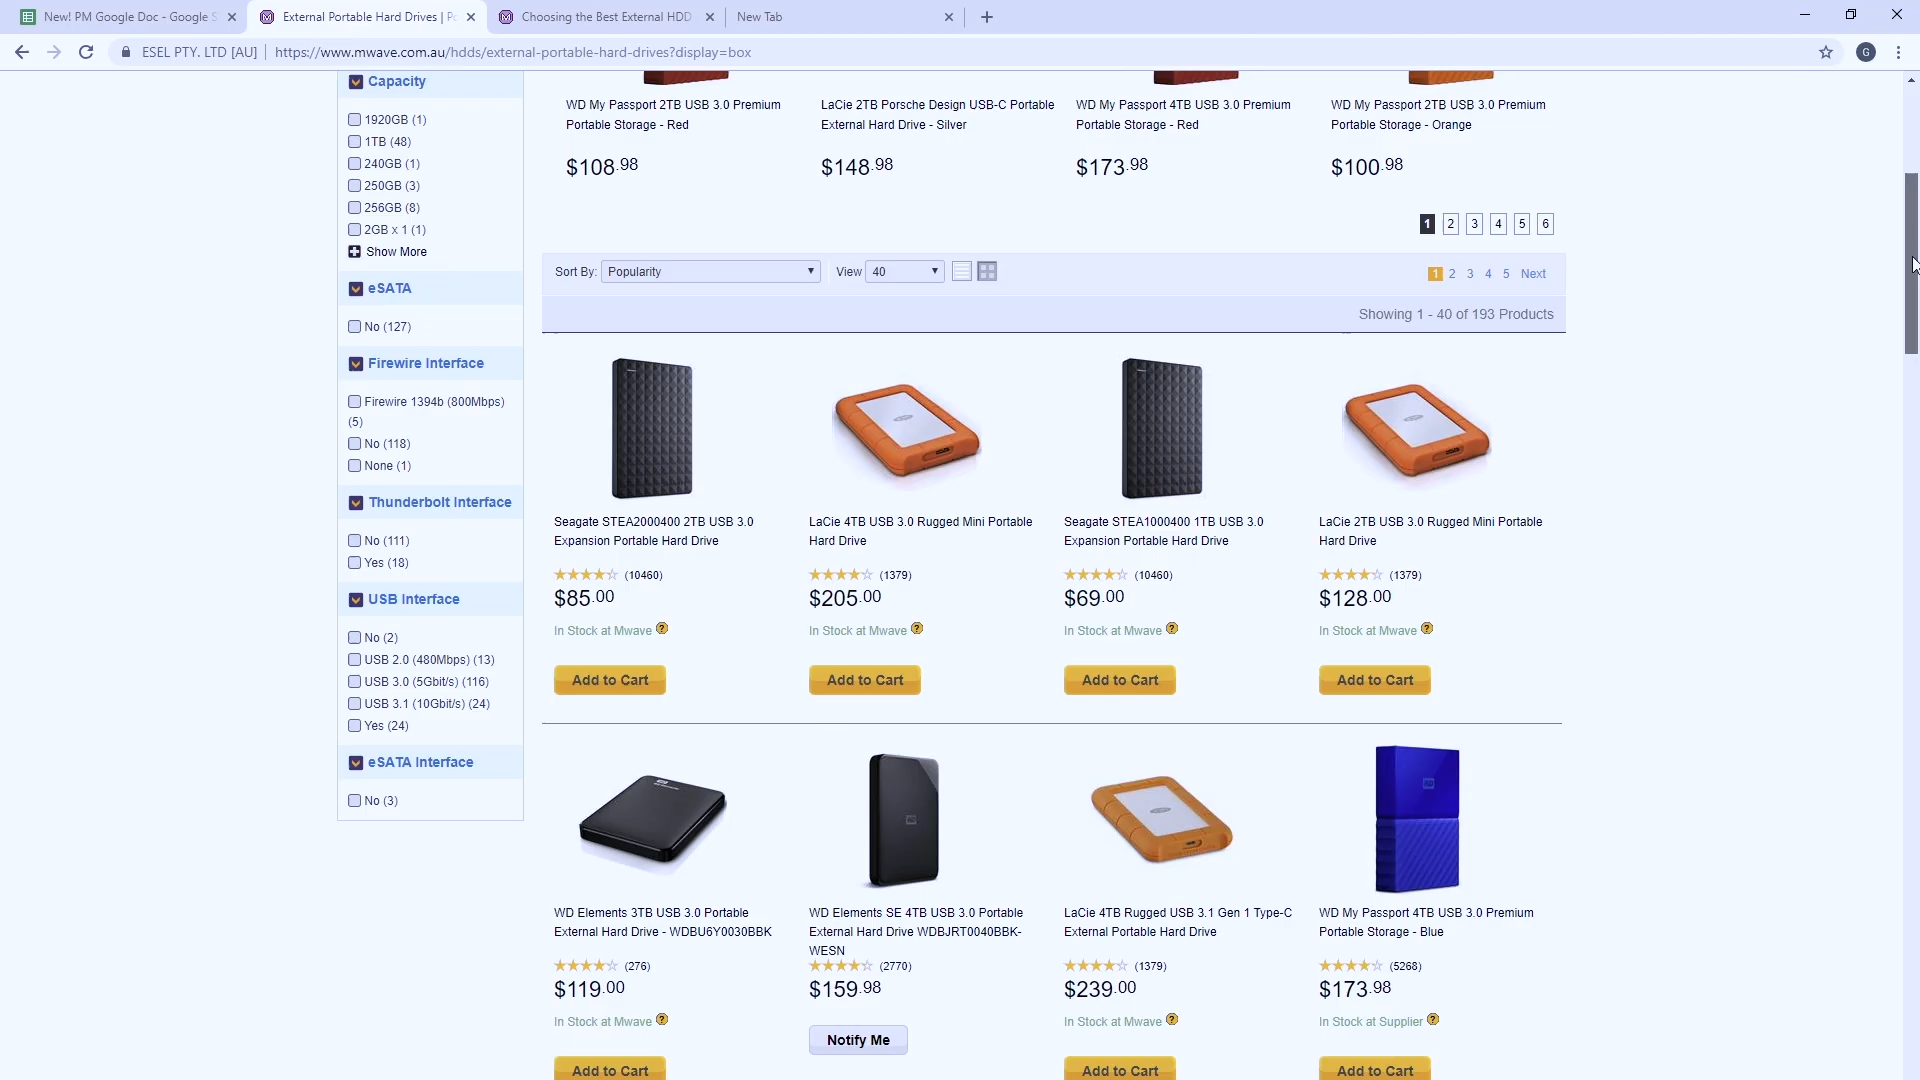 New! PM Google Doc - Google S
External Portable Hard Drives | Po
Choosing the Best External HDD
New Tab
ESEL PTY. LTD [AU]
https://www.mwave.com.au/hdds/external-portable-hard-drives?display=box
G
Capacity
1920GB (1)
1TB (48)
240GB (1)
250GB (3)
256GB (8)
2GB x 1 (1)
Show More
eSATA
No (127)
Firewire Interface
Firewire 1394b (800Mbps)
(5)
No (118)
None (1)
Thunderbolt Interface
No (111)
Yes (18)
USB Interface
No (2)
USB 2.0 (480Mbps) (13)
USB 3.0 (5Gbit/s) (116)
USB 3.1 (10Gbit/s) (24)
Yes (24)
eSATA Interface
No (3)
WD My Passport 2TB USB 3.0 Premium
Portable Storage - Red
$108.98
LaCie 2TB Porsche Design USB-C Portable
External Hard Drive - Silver
$148.98
WD My Passport 4TB USB 3.0 Premium
Portable Storage - Red
$173.98
WD My Passport 2TB USB 3.0 Premium
Portable Storage - Orange
$100.98
1 2 3 4 5 6
Sort By: Popularity View 40
1 2 3 4 5 Next
Showing 1 - 40 of 193 Products
Seagate STEA2000400 2TB USB 3.0
Expansion Portable Hard Drive
(10460)
$85.00
In Stock at Mwave ?
Add to Cart
LaCie 4TB USB 3.0 Rugged Mini Portable
Hard Drive
(1379)
$205.00
In Stock at Mwave ?
Add to Cart
Seagate STEA1000400 1TB USB 3.0
Expansion Portable Hard Drive
(10460)
$69.00
In Stock at Mwave ?
Add to Cart
LaCie 2TB USB 3.0 Rugged Mini Portable
Hard Drive
(1379)
$128.00
In Stock at Mwave ?
Add to Cart
WD Elements 3TB USB 3.0 Portable
External Hard Drive - WDBU6Y0030BBK
(276)
$119.00
In Stock at Mwave ?
Add to Cart
WD Elements SE 4TB USB 3.0 Portable
External Hard Drive WDBJRT0040BBK-
WESN
(2770)
$159.98
Notify Me
LaCie 4TB Rugged USB 3.1 Gen 1 Type-C
External Portable Hard Drive
(1379)
$239.00
In Stock at Mwave ?
Add to Cart
WD My Passport 4TB USB 3.0 Premium
Portable Storage - Blue
(5268)
$173.98
In Stock at Supplier ?
Add to Cart